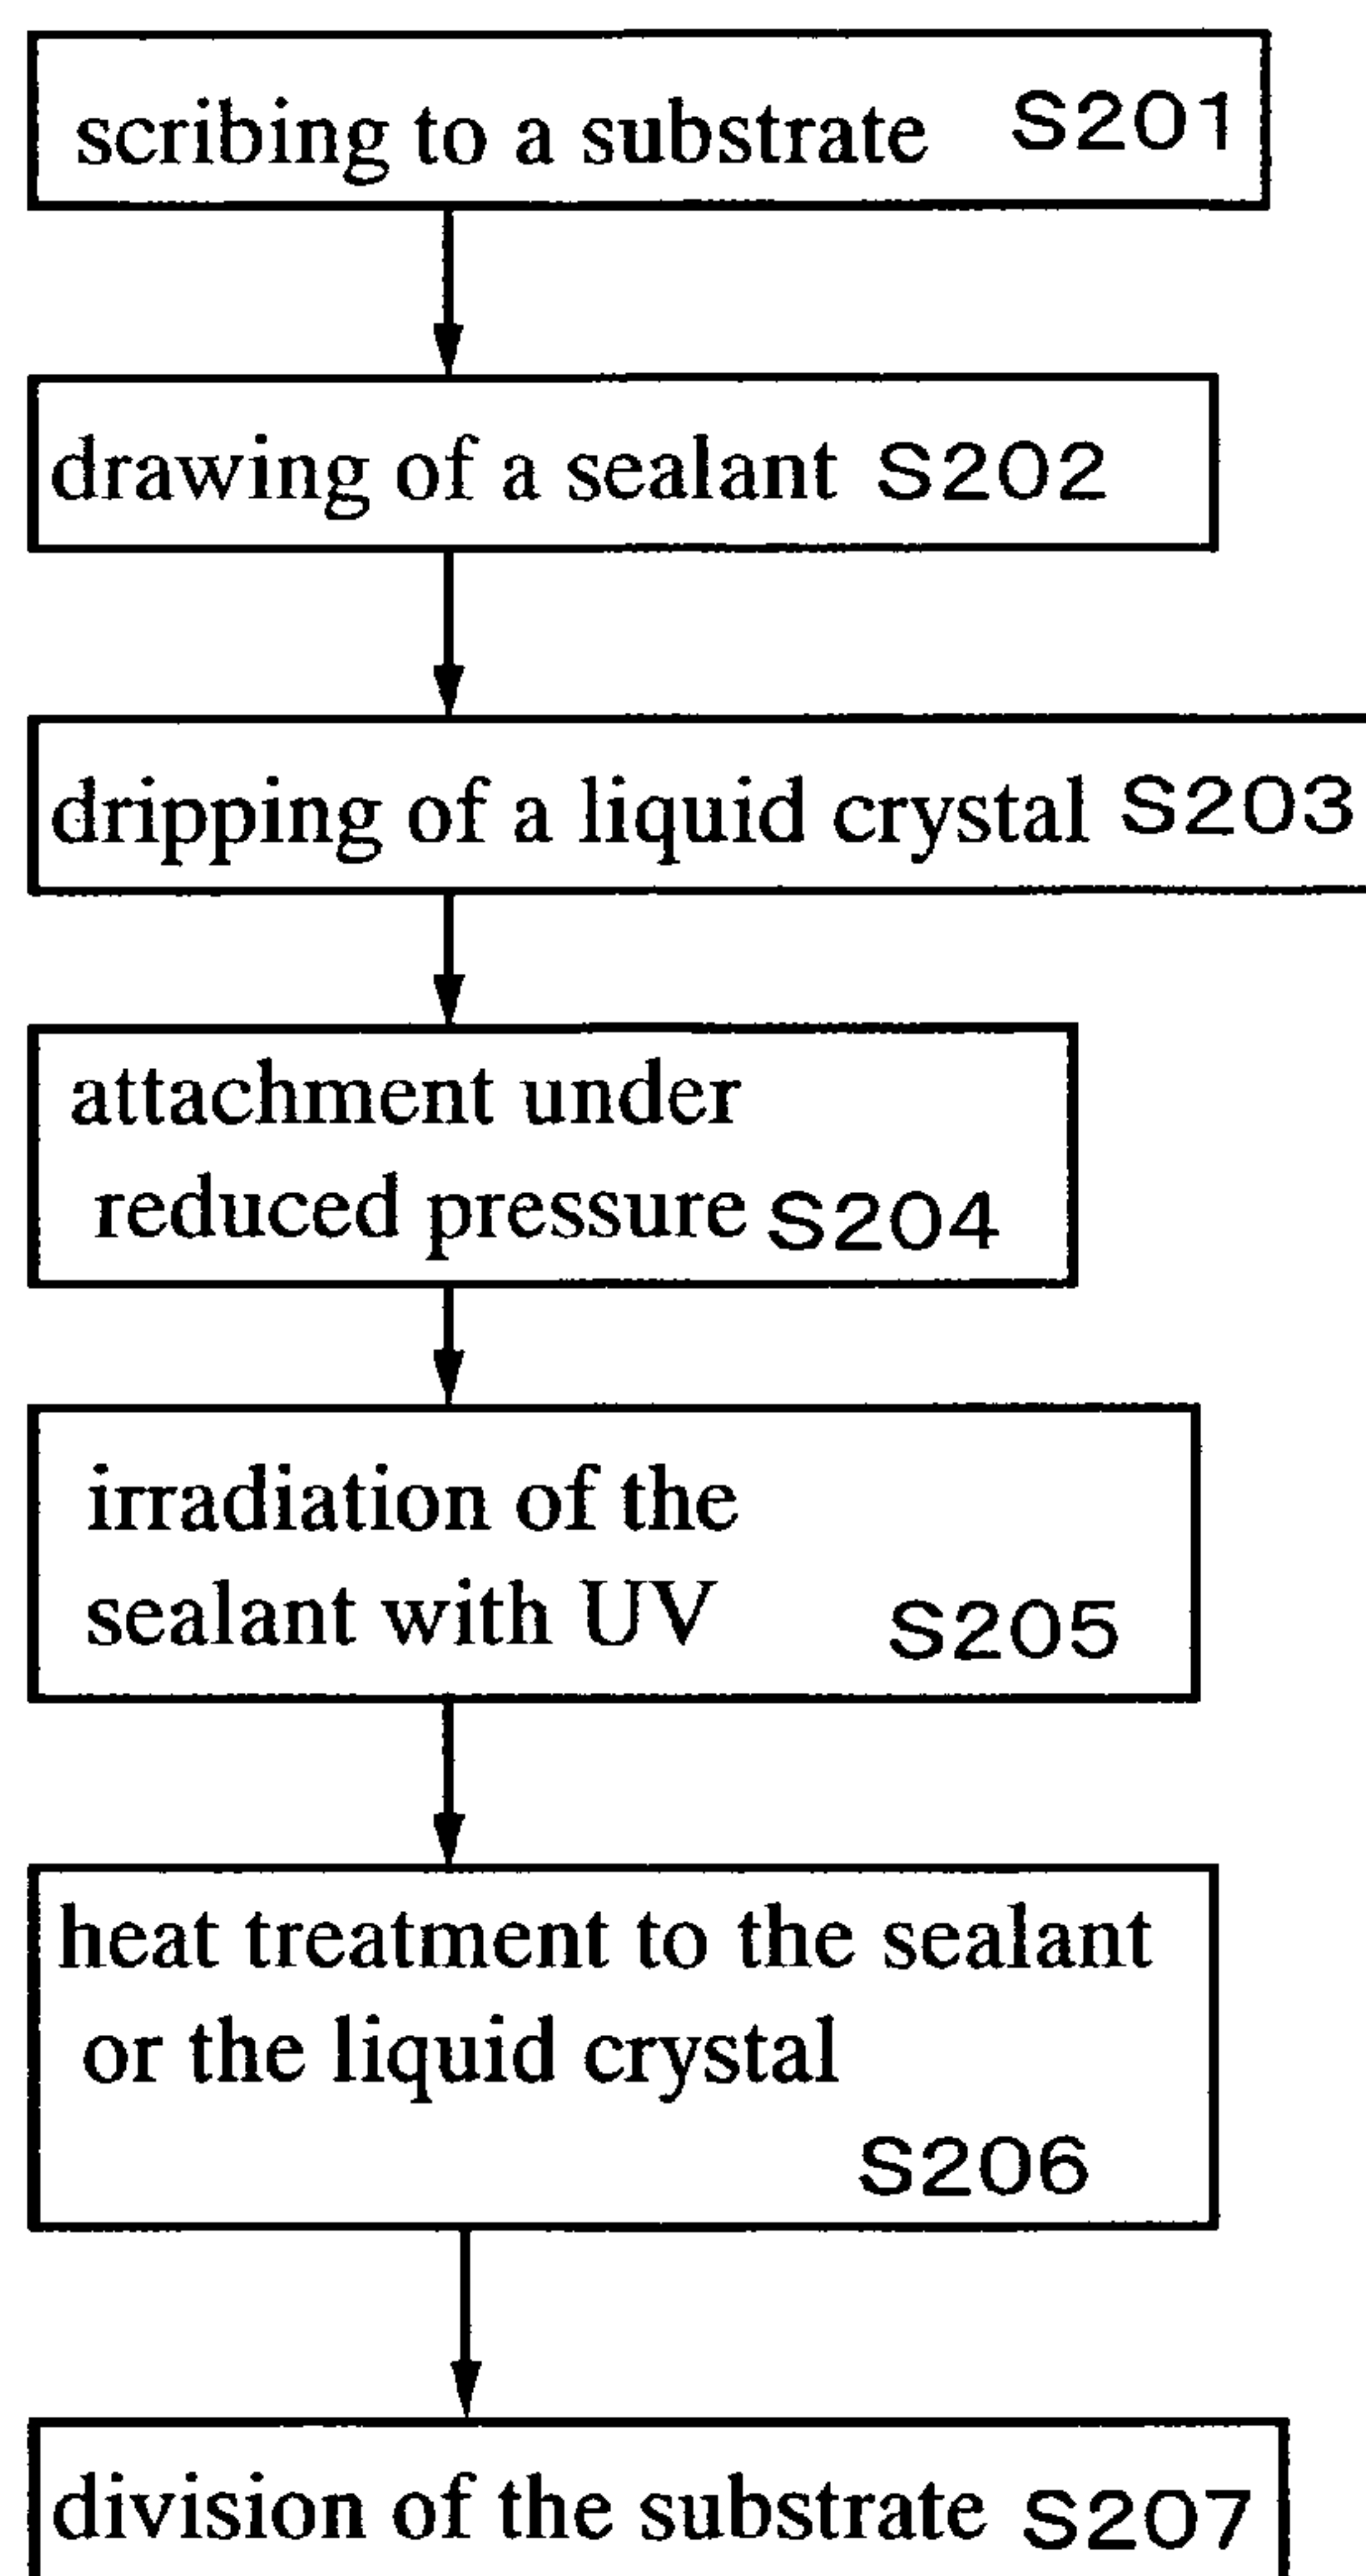 scribing to a substrate S201
drawing of a sealant S202
dripping of a liquid crystal S203
attachment under
reduced pressure S204
irradiation of the
sealant with UV S205
heat treatment to the sealant
or the liquid crystal
S206
division of the substrate S207